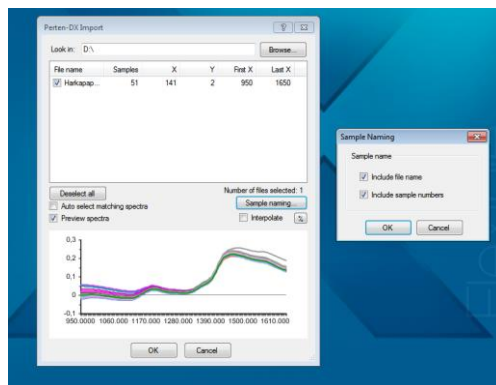 Perten-DX Import
Look in: D:\
Browse...
File name Samples X Y First X Last X
Harkapap... 51 141 2 950 1650
Deselect all
Number of files selected: 1
Auto select matching spectra
Sample naming...
Preview spectra
Interpolate %
0,3
0,2
0,1
0
-0,1
950.0000 1060.000 1170.000 1280.000 1390.000 1500.000 1610.000
OK Cancel
Sample Naming
Sample name
Include file name
Include sample numbers
OK Cancel